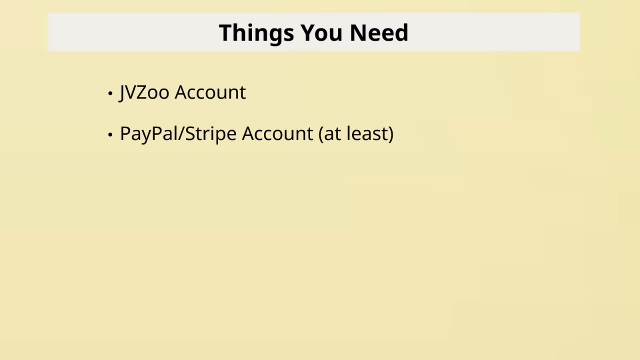 Things You Need
• JVZoo Account
• PayPal/Stripe Account (at least)